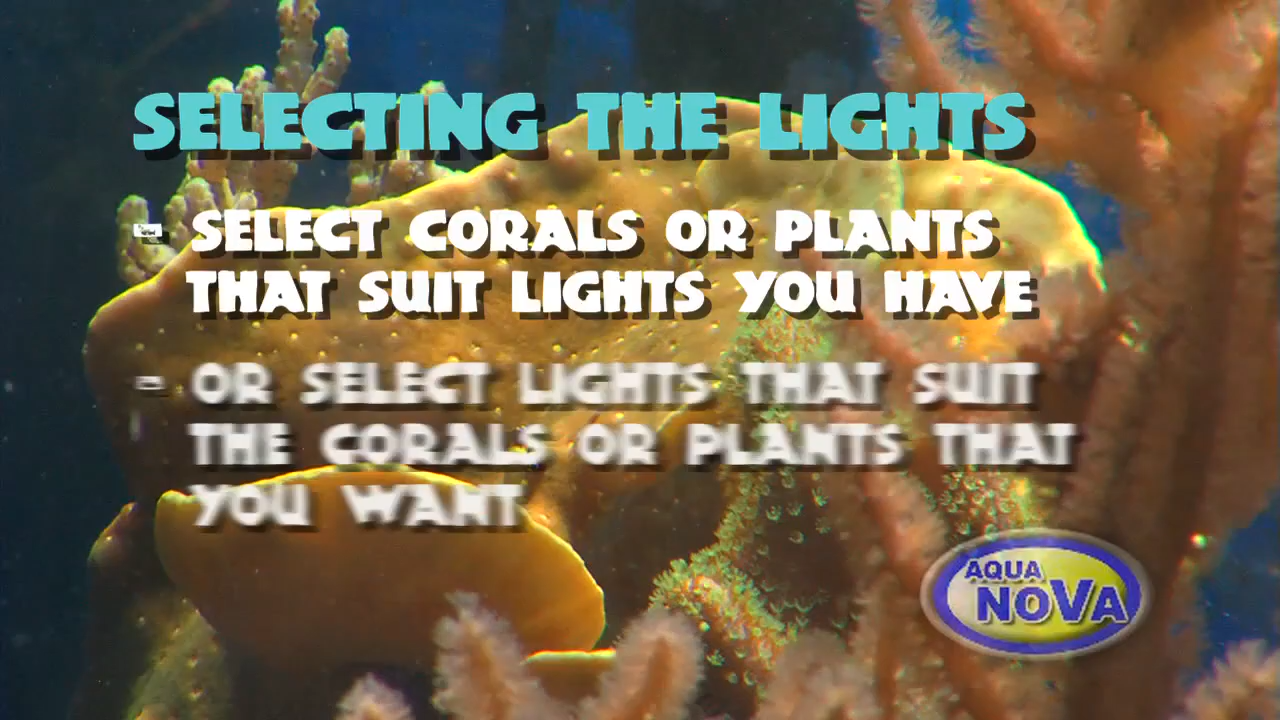 SELECTING THE LIGHTS
SELECT CORALS OR PLANTS
THAT SUIT LIGHTS YOU HAVE
OR SELECT LIGHTS THAT SUIT
THE CORALS OR PLANTS THAT
YOU WANT
AQUA
NOVA